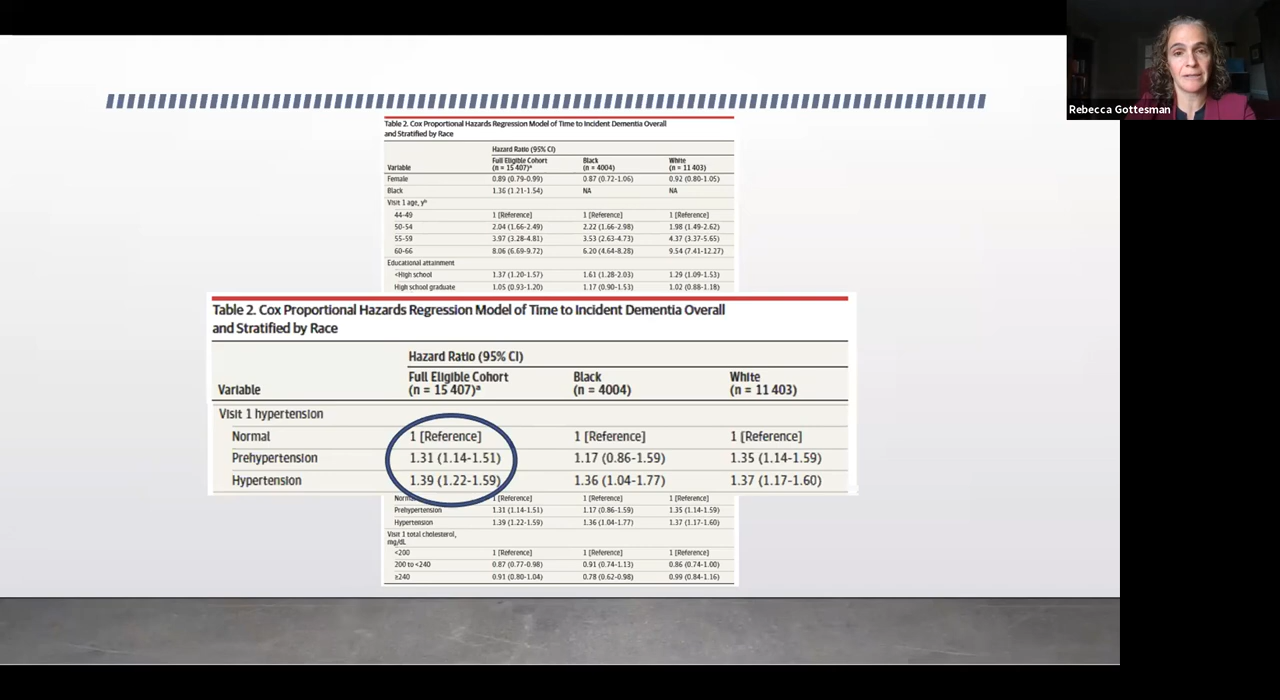 Rebecca Gottesman
Table 2. Cox Proportional Hazards Regression Model of Time to Incident Dementia Overall
and Stratified by Race
Hazard Ratio (95% CI)
Variable Full Eligible Cohort (n = 15 407)ª Black (n = 4004) White (n = 11 403)
Female 0.89 (0.79-0.99) 0.87 (0.72-1.06) 0.92 (0.80-1.05)
Black 1.36 (1.21-1.54) NA NA
Visit 1 age, yᵇ
44-49 1 [Reference] 1 [Reference] 1 [Reference]
50-54 2.04 (1.66-2.49) 2.22 (1.66-2.98) 1.98 (1.49-2.62)
55-59 3.97 (3.28-4.81) 3.53 (2.63-4.73) 4.37 (3.37-5.65)
60-66 8.06 (6.69-9.72) 6.20 (4.64-8.28) 9.54 (7.41-12.27)
Educational attainment
<High school 1.37 (1.20-1.57) 1.61 (1.28-2.03) 1.29 (1.09-1.53)
High school graduate 1.05 (0.93-1.20) 1.17 (0.90-1.53) 1.02 (0.88-1.18)
Table 2. Cox Proportional Hazards Regression Model of Time to Incident Dementia Overall
and Stratified by Race
Hazard Ratio (95% CI)
Variable Full Eligible Cohort (n = 15 407)ª Black (n = 4004) White (n = 11 403)
Visit 1 hypertension
Normal 1 [Reference] 1 [Reference] 1 [Reference]
Prehypertension 1.31 (1.14-1.51) 1.17 (0.86-1.59) 1.35 (1.14-1.59)
Hypertension 1.39 (1.22-1.59) 1.36 (1.04-1.77) 1.37 (1.17-1.60)
Normal 1 [Reference] 1 [Reference] 1 [Reference]
Prehypertension 1.31 (1.14-1.51) 1.17 (0.86-1.59) 1.35 (1.14-1.59)
Hypertension 1.39 (1.22-1.59) 1.36 (1.04-1.77) 1.37 (1.17-1.60)
Visit 1 total cholesterol,
mg/dL
<200 1 [Reference] 1 [Reference] 1 [Reference]
200 to <240 0.87 (0.77-0.98) 0.91 (0.74-1.13) 0.86 (0.74-1.00)
≥240 0.91 (0.80-1.04) 0.78 (0.62-0.98) 0.99 (0.84-1.16)